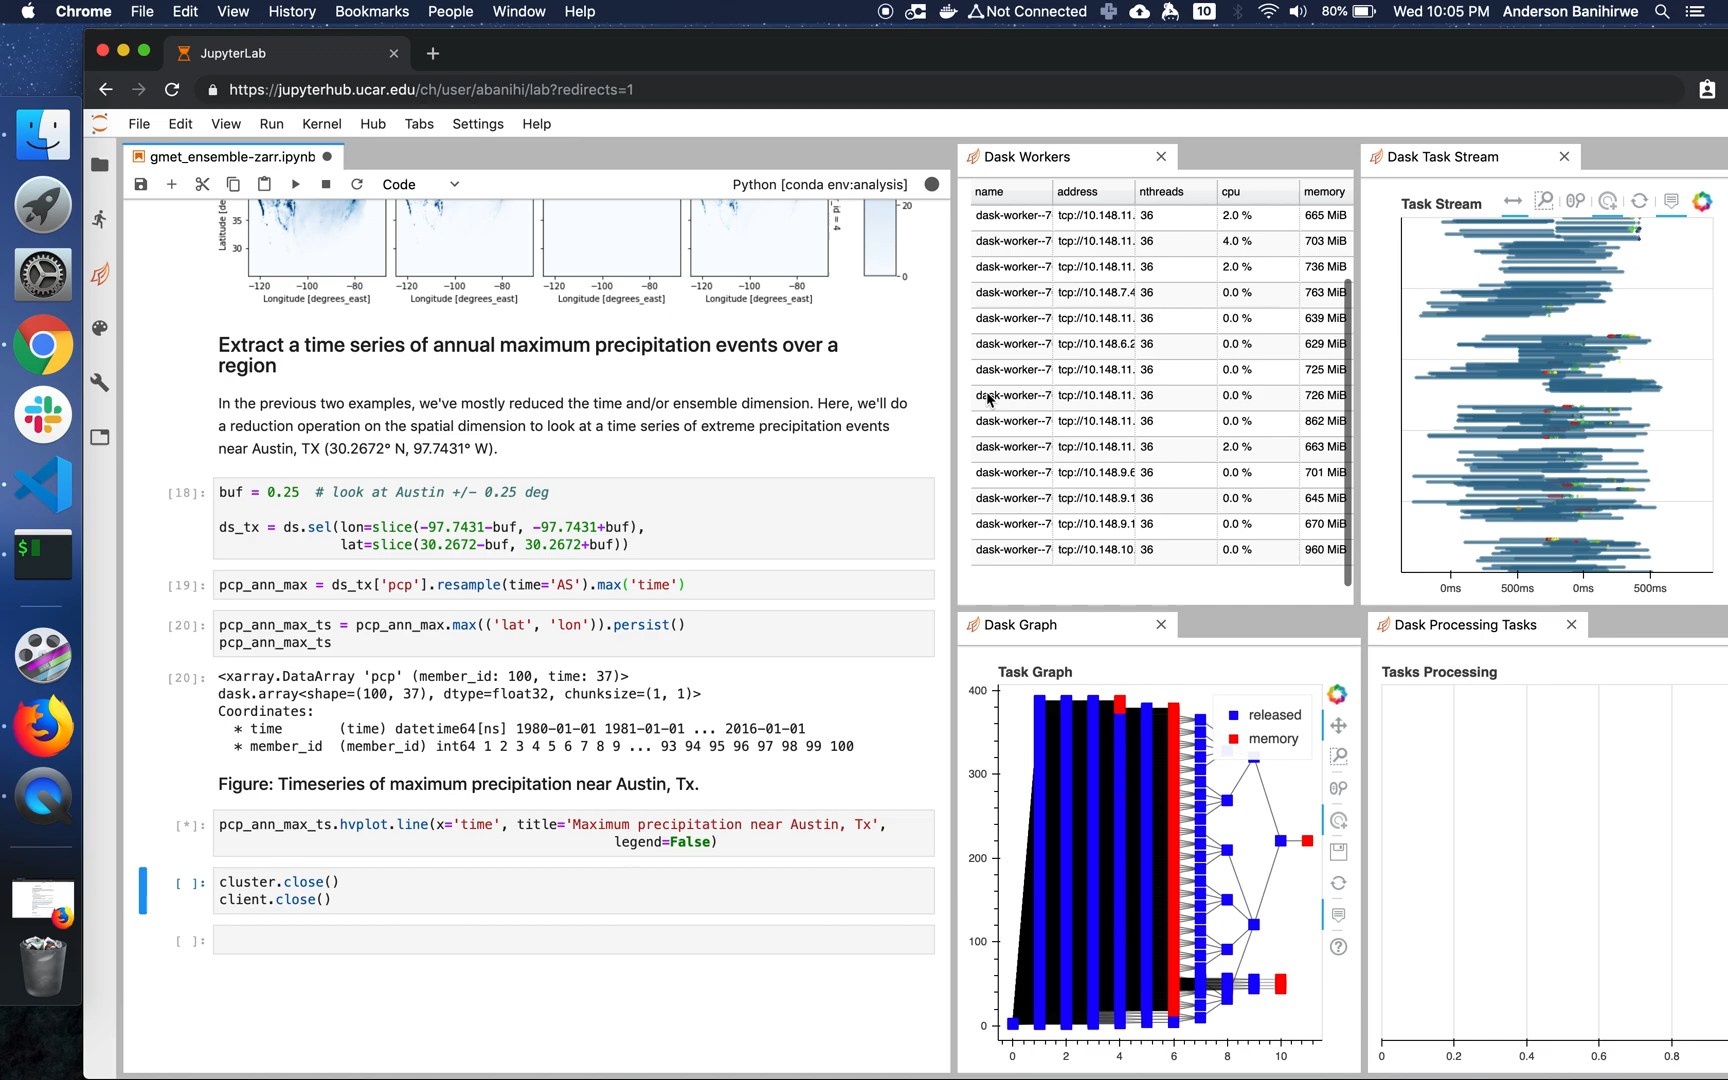 Chrome File Edit View History Bookmarks People Window Help Not Connected 10 80% Wed 10:05 PM Anderson Banihirwe
JupyterLab
https://jupyterhub.ucar.edu/ch/user/abanihi/lab?redirects=1
File Edit View Run Kernel Hub Tabs Settings Help
gmet_ensemble-zarr.ipynb
Code Python [conda env:analysis]
35
30
−120 −100 −80 −120 −100 −80 −120 −100 −80 −120 −100 −80
Longitude [degrees_east] Longitude [degrees_east] Longitude [degrees_east] Longitude [degrees_east]
Latitude [de
id = 4
20
0
Extract a time series of annual maximum precipitation events over a
region
In the previous two examples, we've mostly reduced the time and/or ensemble dimension. Here, we'll do
a reduction operation on the spatial dimension to look at a time series of extreme precipitation events
near Austin, TX (30.2672° N, 97.7431° W).
[18]: buf = 0.25 # look at Austin +/- 0.25 deg
ds_tx = ds.sel(lon=slice(-97.7431-buf, -97.7431+buf),
lat=slice(30.2672-buf, 30.2672+buf))
[19]: pcp_ann_max = ds_tx['pcp'].resample(time='AS').max('time')
[20]: pcp_ann_max_ts = pcp_ann_max.max(('lat', 'lon')).persist()
pcp_ann_max_ts
[20]: <xarray.DataArray 'pcp' (member_id: 100, time: 37)>
dask.array<shape=(100, 37), dtype=float32, chunksize=(1, 1)>
Coordinates:
* time (time) datetime64[ns] 1980-01-01 1981-01-01 ... 2016-01-01
* member_id (member_id) int64 1 2 3 4 5 6 7 8 9 ... 93 94 95 96 97 98 99 100
Figure: Timeseries of maximum precipitation near Austin, Tx.
[*]: pcp_ann_max_ts.hvplot.line(x='time', title='Maximum precipitation near Austin, Tx',
legend=False)
[ ]: cluster.close()
client.close()
[ ]:
Dask Workers
name address nthreads cpu memory
dask-worker--7 tcp://10.148.11. 36 2.0 % 665 MiB
dask-worker--7 tcp://10.148.11. 36 4.0 % 703 MiB
dask-worker--7 tcp://10.148.11. 36 2.0 % 736 MiB
dask-worker--7 tcp://10.148.7.4 36 0.0 % 763 MiB
dask-worker--7 tcp://10.148.11. 36 0.0 % 639 MiB
dask-worker--7 tcp://10.148.6.2 36 0.0 % 629 MiB
dask-worker--7 tcp://10.148.11. 36 0.0 % 725 MiB
dask-worker--7 tcp://10.148.11. 36 0.0 % 726 MiB
dask-worker--7 tcp://10.148.11. 36 0.0 % 862 MiB
dask-worker--7 tcp://10.148.11. 36 2.0 % 663 MiB
dask-worker--7 tcp://10.148.9.6 36 0.0 % 701 MiB
dask-worker--7 tcp://10.148.9.1 36 0.0 % 645 MiB
dask-worker--7 tcp://10.148.9.1 36 0.0 % 670 MiB
dask-worker--7 tcp://10.148.10. 36 0.0 % 960 MiB
Dask Task Stream
Task Stream
0ms 500ms 0ms 500ms
Dask Graph
Task Graph
400
300
200
100
0
0 2 4 6 8 10
released
memory
Dask Processing Tasks
Tasks Processing
0 0.2 0.4 0.6 0.8